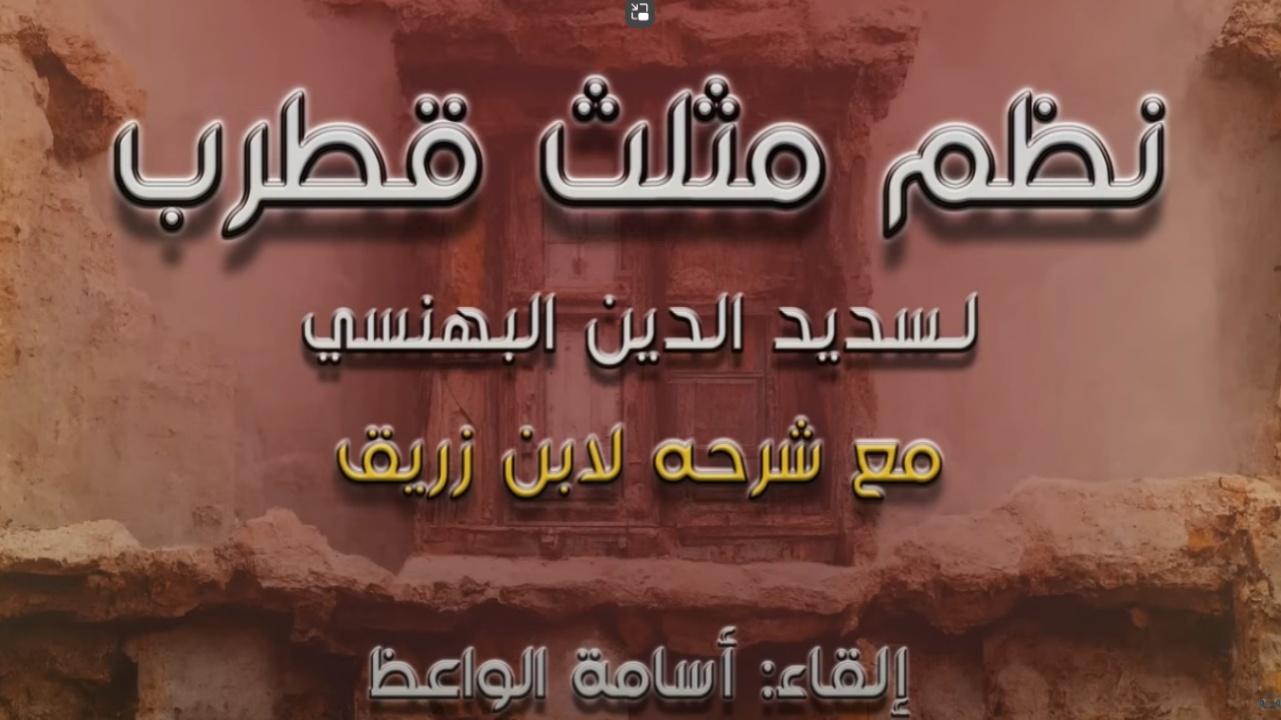 نظم مثلث قطرب
لسديد الدين البهنسي
مع شرحه لابن زريق
إلقاء: أسامة الواعظ